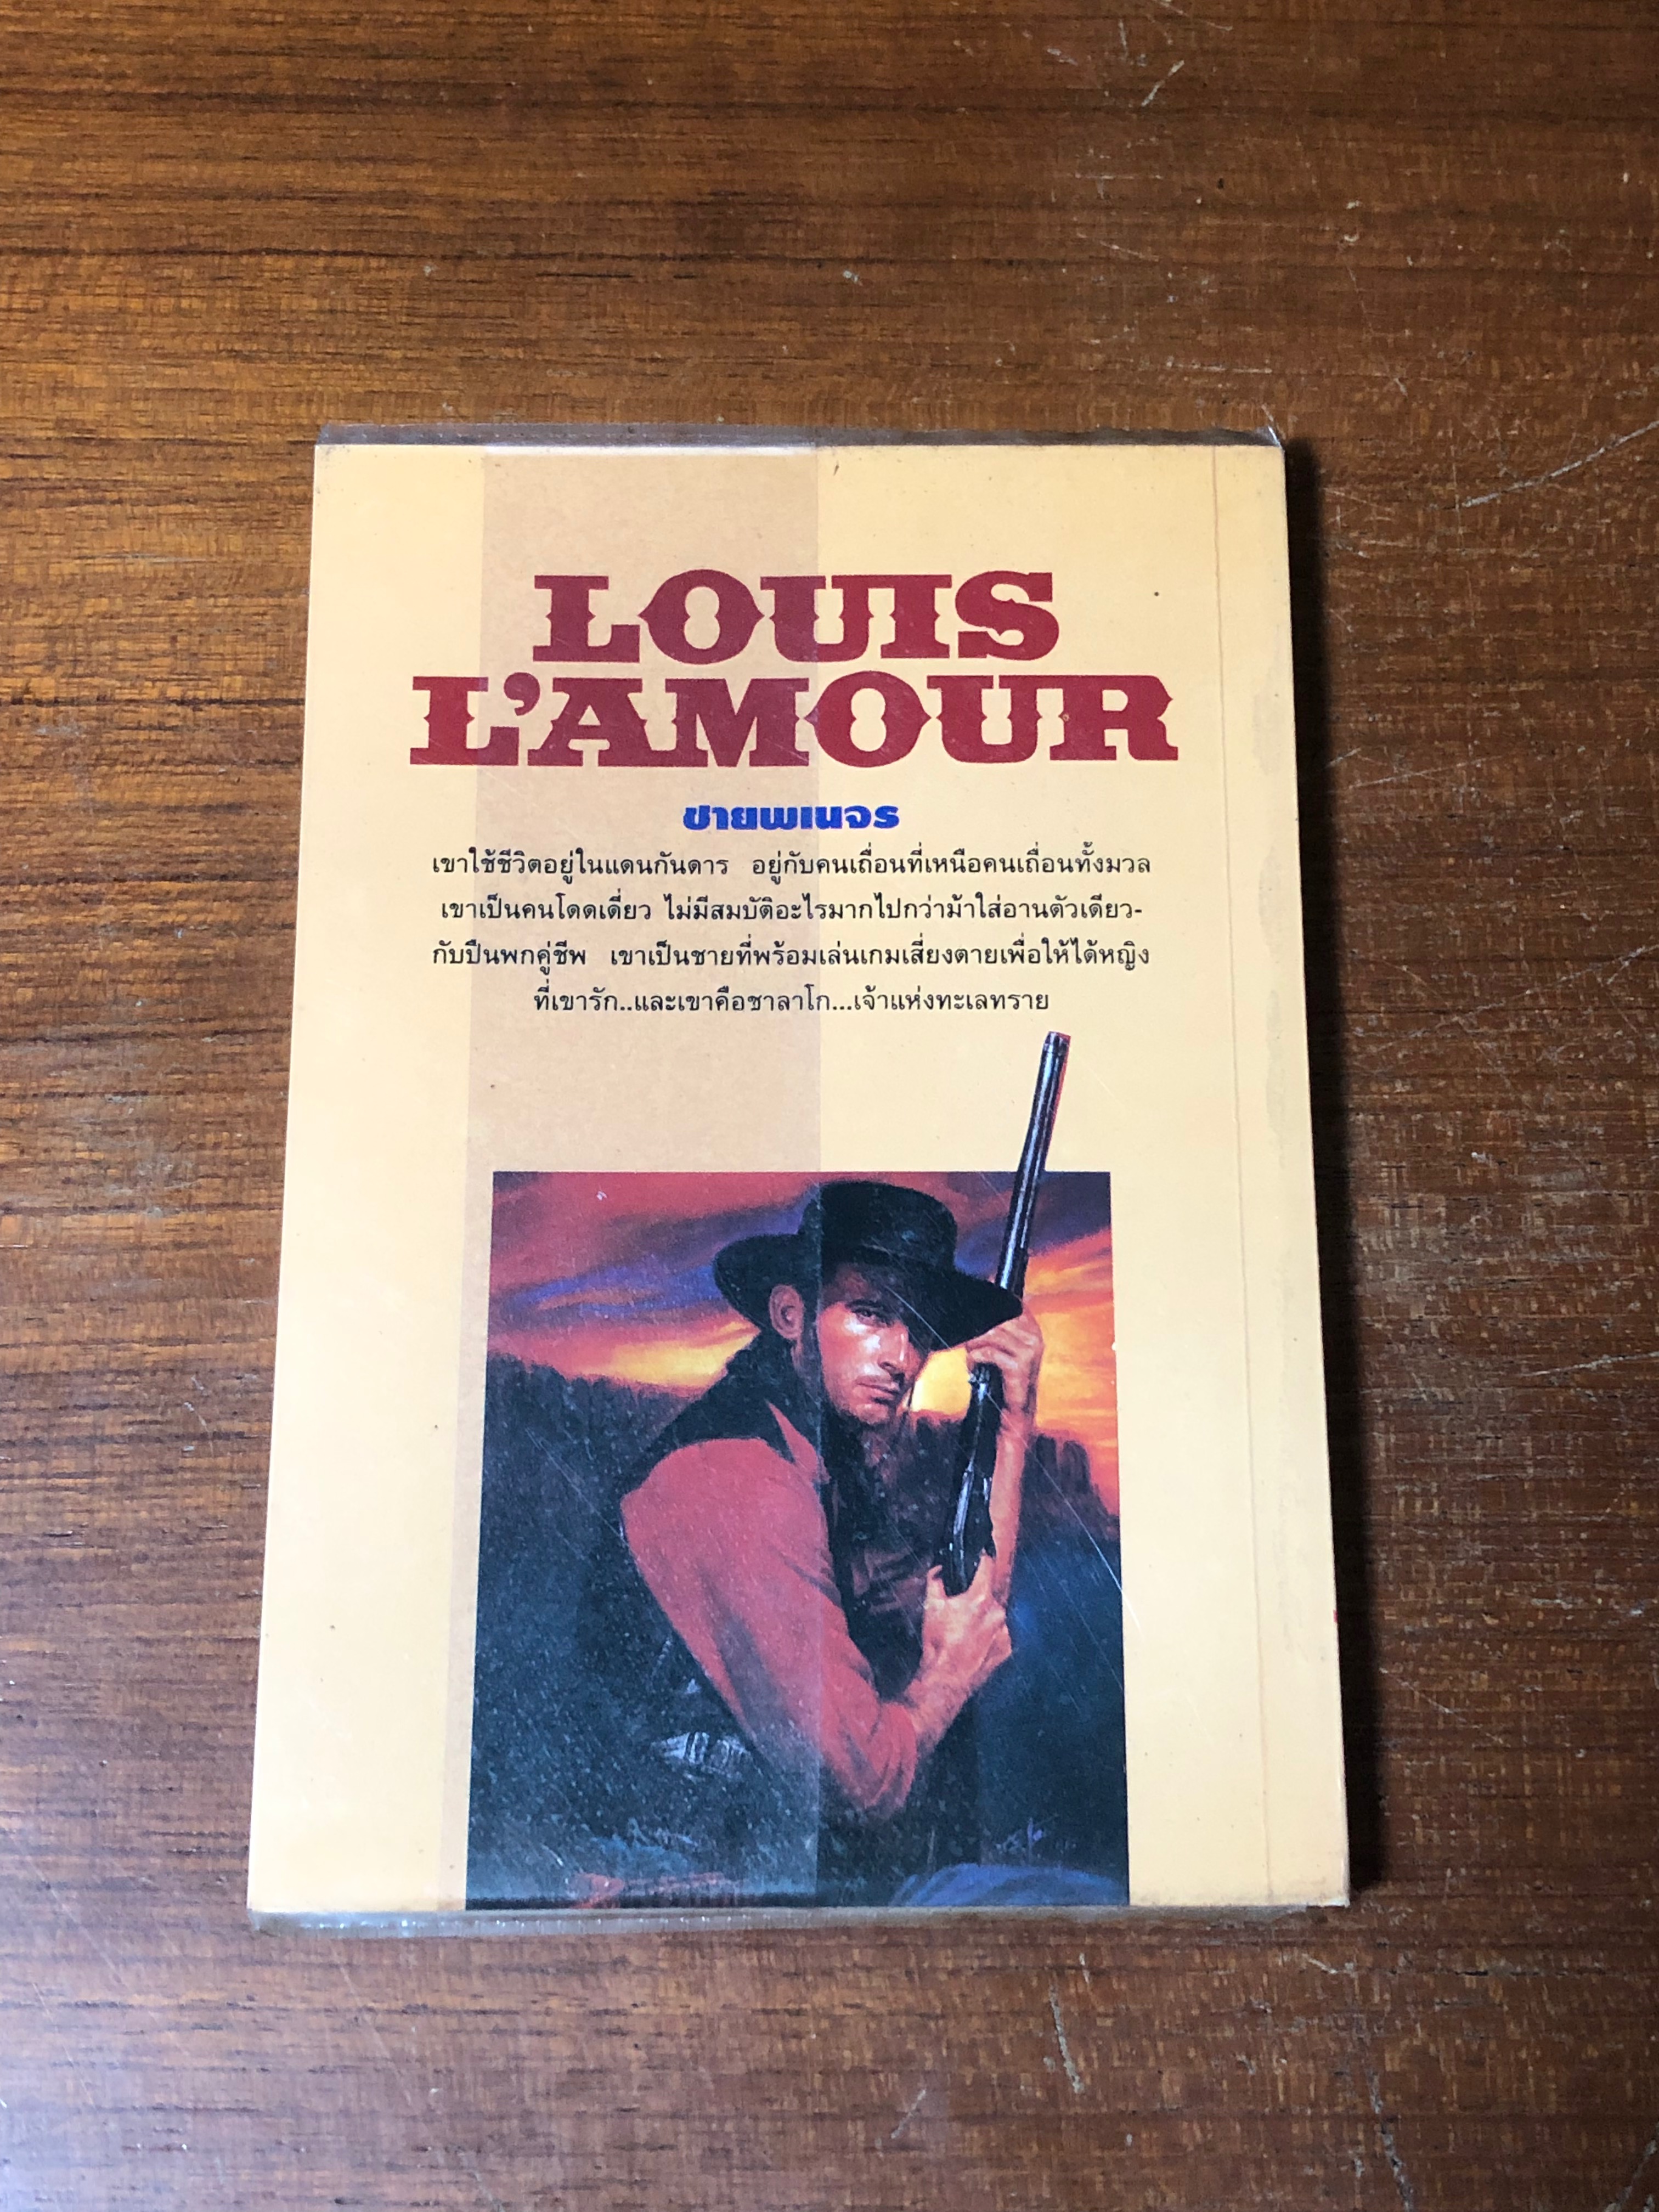 LOUIS
L'AMOUR
ชายพเนจร
เขาใช้ชีวิตอยู่ในแดนกันดาร อยู่กับคนเถื่อนที่เหนือคนเถื่อนทั้งมวล
เขาเป็นคนโดดเดี่ยว ไม่มีสมบัติอะไรมากไปกว่าม้าใส่อานตัวเดียว-
กับปืนพกคู่ชีพ เขาเป็นชายที่พร้อมเล่นเกมเสี่ยงตายเพื่อให้ได้หญิง
ที่เขารัก..และเขาคือชาลาโก...เจ้าแห่งทะเลทราย